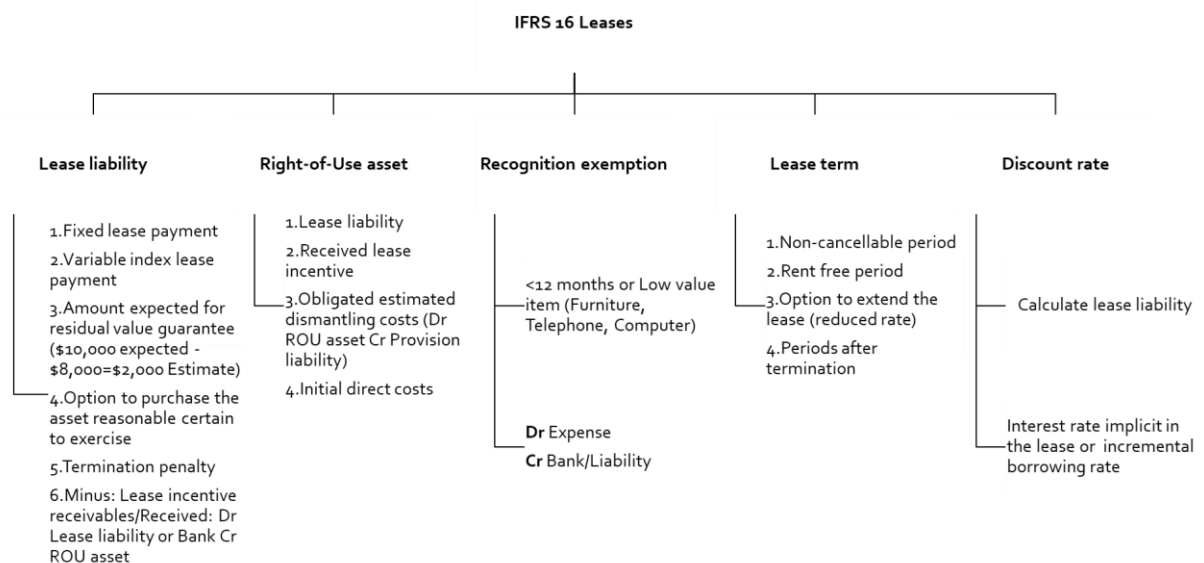 IFRS 16 Leases
Lease liability
1.Fixed lease payment
2.Variable index lease
payment
3.Amount expected for
residual value guarantee
($10,000 expected -
$8,000=$2,000 Estimate)
4.Option to purchase the
asset reasonable certain
to exercise
5.Termination penalty
6.Minus: Lease incentive
receivables/Received: Dr
Lease liability or Bank Cr
ROU asset
Right-of-Use asset
1.Lease liability
2.Received lease
incentive
3.Obligated estimated
dismantling costs (Dr
ROU asset Cr Provision
liability)
4.Initial direct costs
Recognition exemption
<12 months or Low value
item (Furniture,
Telephone, Computer)
Dr Expense
Cr Bank/Liability
Lease term
1.Non-cancellable period
2.Rent free period
3.Option to extend the
lease (reduced rate)
4.Periods after
termination
Discount rate
Calculate lease liability
Interest rate implicit in
the lease or incremental
borrowing rate